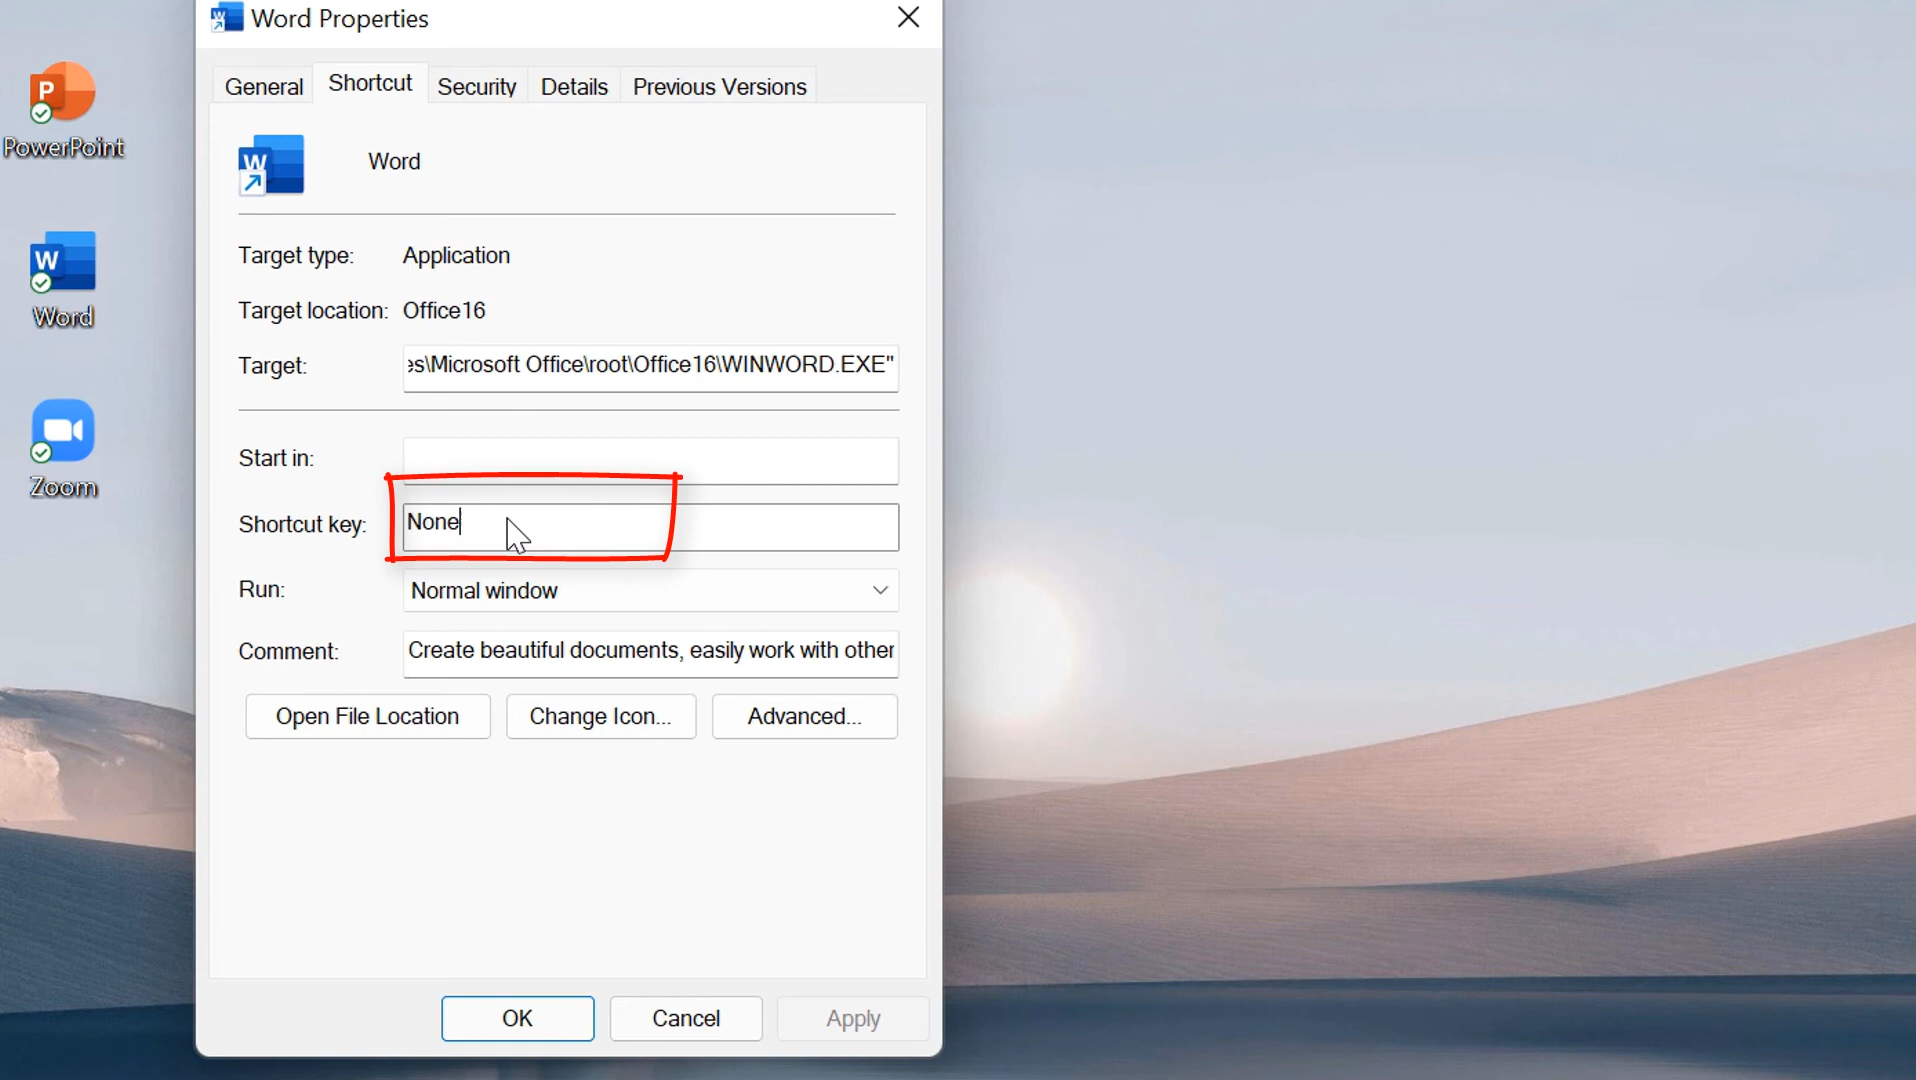 Word Properties
General
Shortcut
Security
Details
Previous Versions
P
PowerPoint
W
Word
W
Word
Zoom
Target type:
Application
Target location:
Office16
Target:
es\Microsoft Office\root\Office16\WINWORD.EXE"
Start in:
Shortcut key:
None
Run:
Normal window
Comment:
Create beautiful documents, easily work with other
Open File Location
Change Icon...
Advanced...
OK
Cancel
Apply